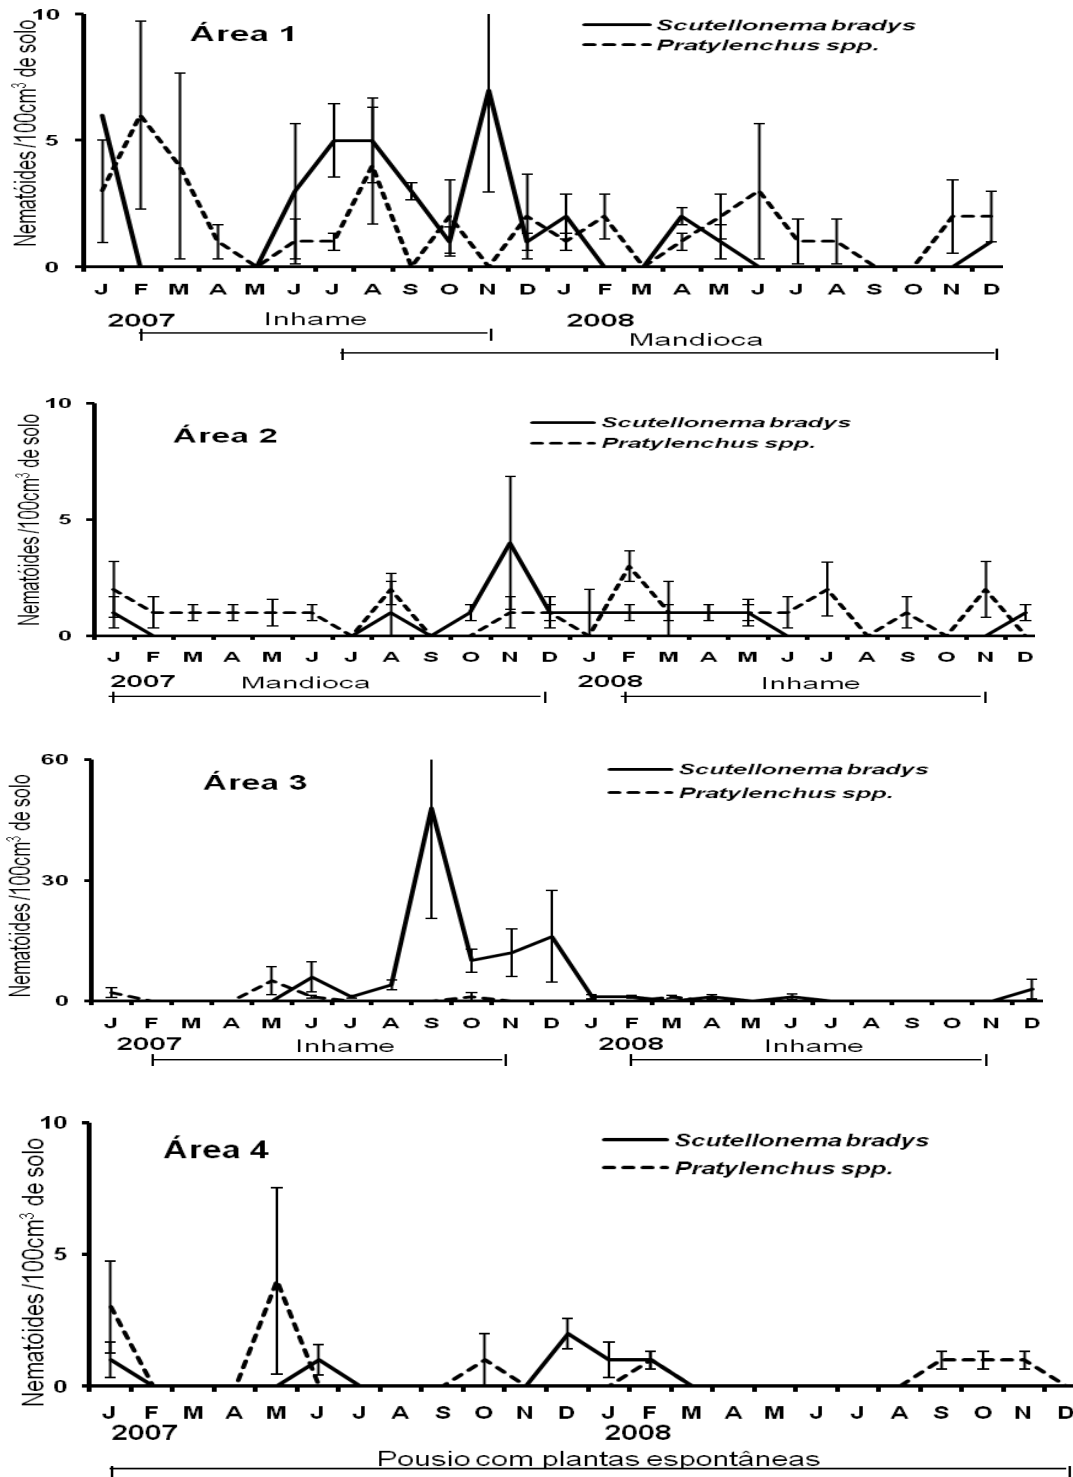 10
Área 1
Scutellonema bradys
Pratylenchus spp.
Nematóides/100cm³ de solo
5
0
J F M A M J J A S O N D J F M A M J J A S O N D
2007 Inhame 2008
Mandioca
10
Área 2
Scutellonema bradys
Pratylenchus spp.
Nematóides/100cm³ de solo
5
0
J F M A M J J A S O N D J F M A M J J A S O N D
2007 Mandioca 2008 Inhame
60
Área 3
Scutellonema bradys
Pratylenchus spp.
Nematóides/100cm³ de solo
30
0
J F M A M J J A S O N D J F M A M J J A S O N D
2007 Inhame 2008 Inhame
10
Área 4
Scutellonema bradys
Pratylenchus spp.
Nematóides/100cm³ de solo
5
0
J F M A M J J A S O N D J F M A M J J A S O N D
2007 2008
Pousio com plantas espontâneas